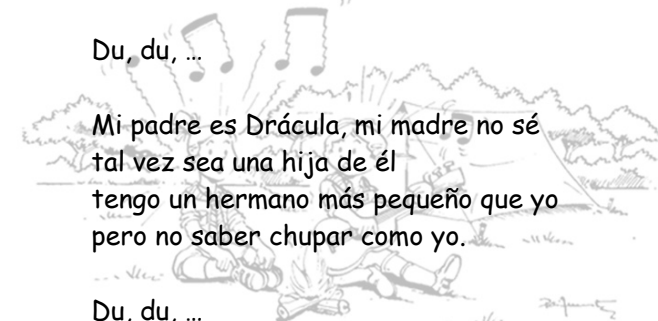 Du, du, ...
Mi padre es Drácula, mi madre no sé
tal vez sea una hija de él
tengo un hermano más pequeño que yo
pero no saber chupar como yo.
Du, du, ...